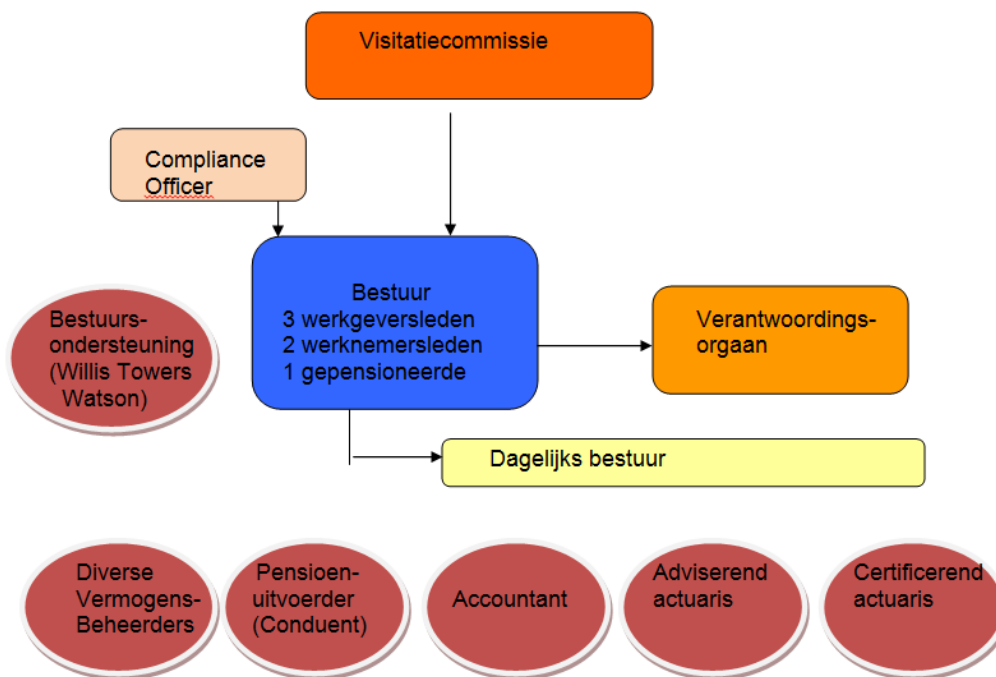 Visitatiecommissie
Compliance
Officer
Bestuur
3 werkgeversleden
2 werknemersleden
1 gepensioneerde
Bestuurs-
ondersteuning
(Willis Towers
Watson)
Verantwoordings-
orgaan
Dagelijks bestuur
Diverse
Vermogens-
Beheerders
Pensioen-
uitvoerder
(Conduent)
Accountant
Adviserend
actuaris
Certificerend
actuaris